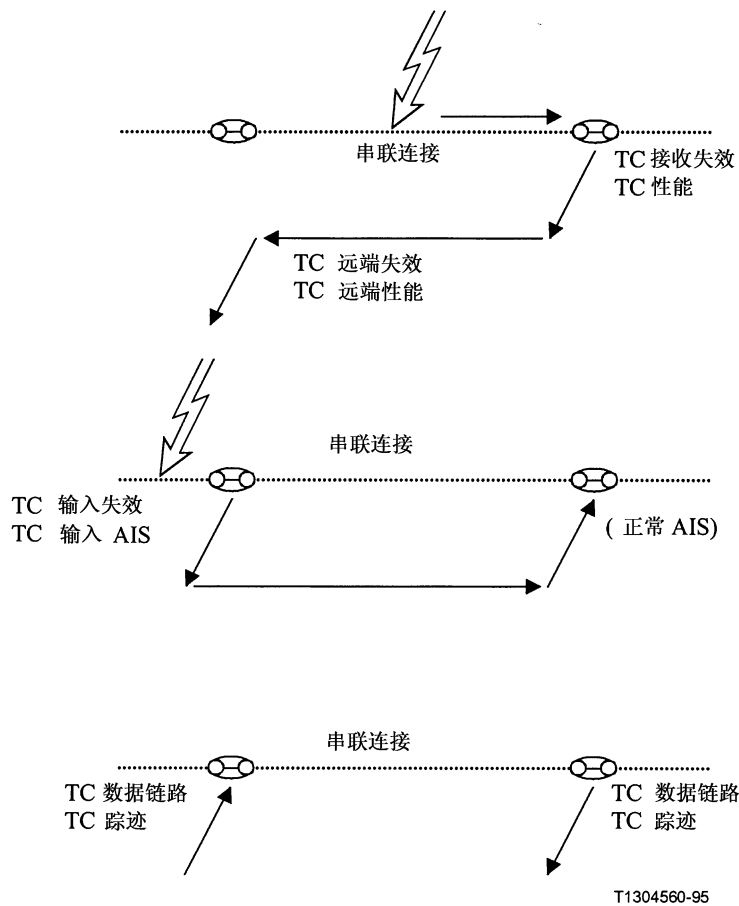 串联连接
TC 接收失效
TC 性能
TC 远端失效
TC 远端性能
串联连接
TC 输入失效
TC 输入 AIS
( 正常 AIS)
串联连接
TC 数据链路
TC 踪迹
TC 数据链路
TC 踪迹
T1304560-95